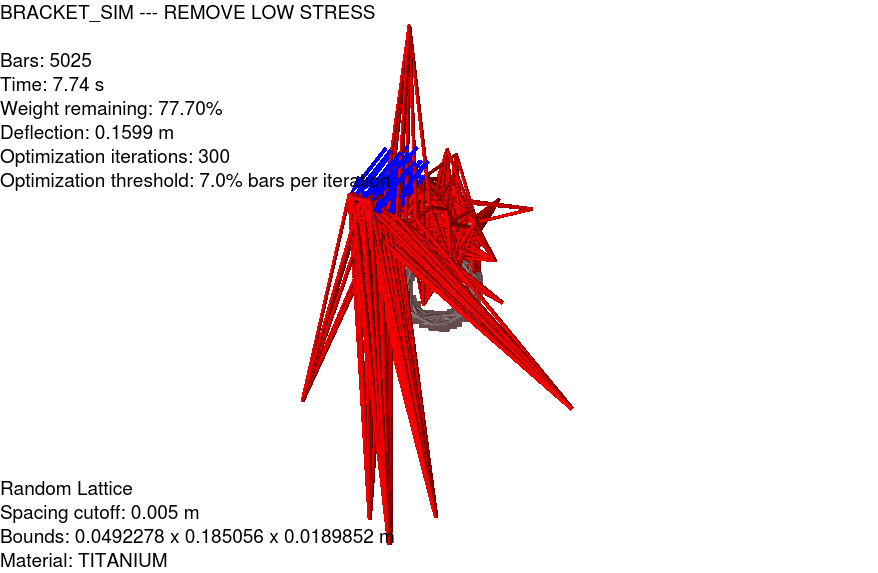 BRACKET_SIM --- REMOVE LOW STRESS
Bars: 5025
Time: 7.74 s
Weight remaining: 77.70%
Deflection: 0.1599 m
Optimization iterations: 300
Optimization threshold: 7.0% bars per iteration
Random Lattice
Spacing cutoff: 0.005 m
Bounds: 0.0492278 x 0.185056 x 0.0189852 m
Material: TITANIUM